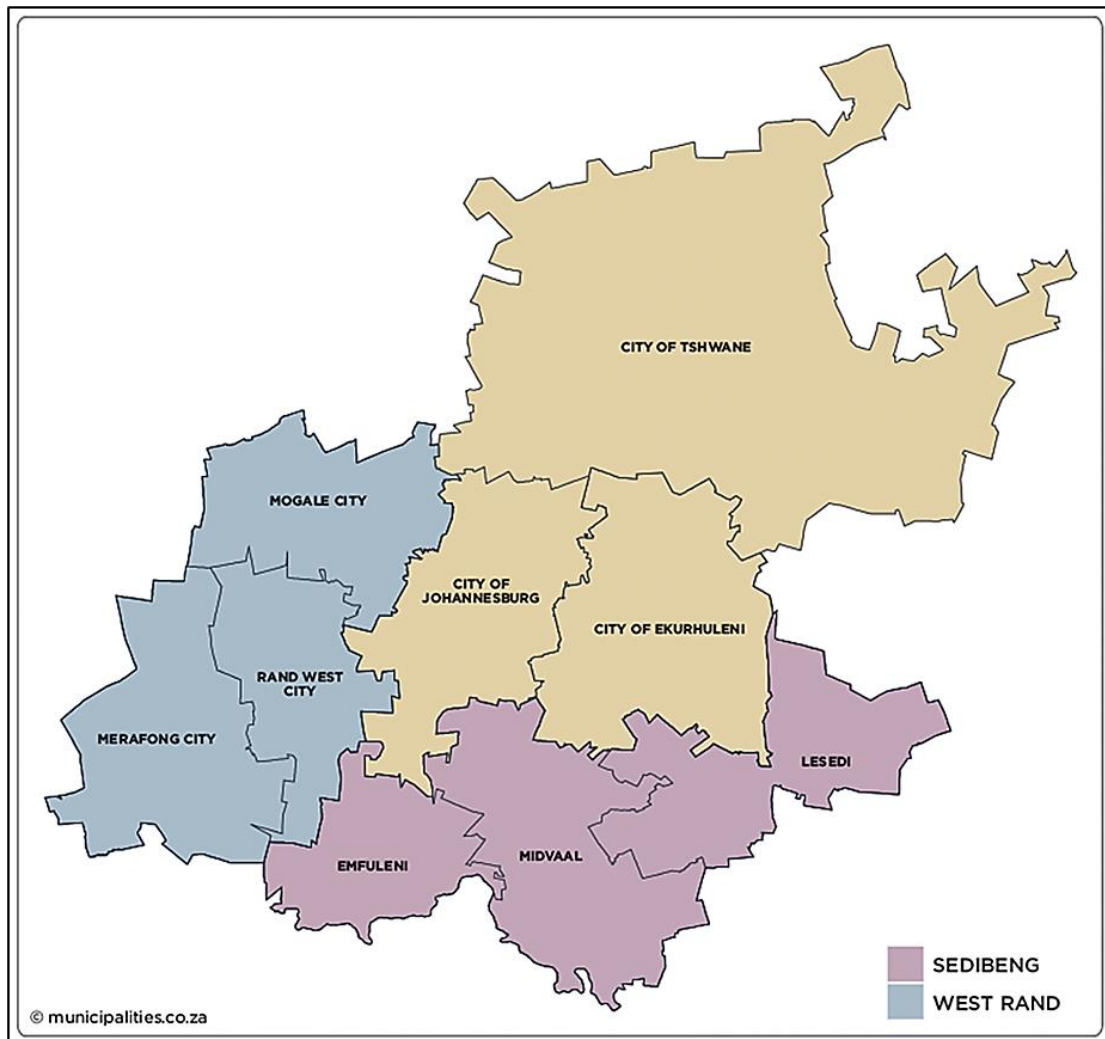 CITY OF TSHWANE
MOGALE CITY
CITY OF
JOHANNESBURG
CITY OF EKURHULENI
RAND WEST
CITY
MERAFONG CITY
LESEDI
EMFULENI
MIDVAAL
SEDIBENG
WEST RAND
© municipalities.co.za